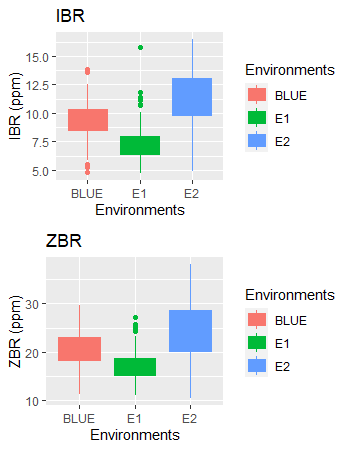 IBR
IBR (ppm)
15.0
12.5
10.0
7.5
5.0
BLUE E1 E2
Environments
Environments
BLUE
E1
E2
ZBR
ZBR (ppm)
30
20
10
BLUE E1 E2
Environments
Environments
BLUE
E1
E2